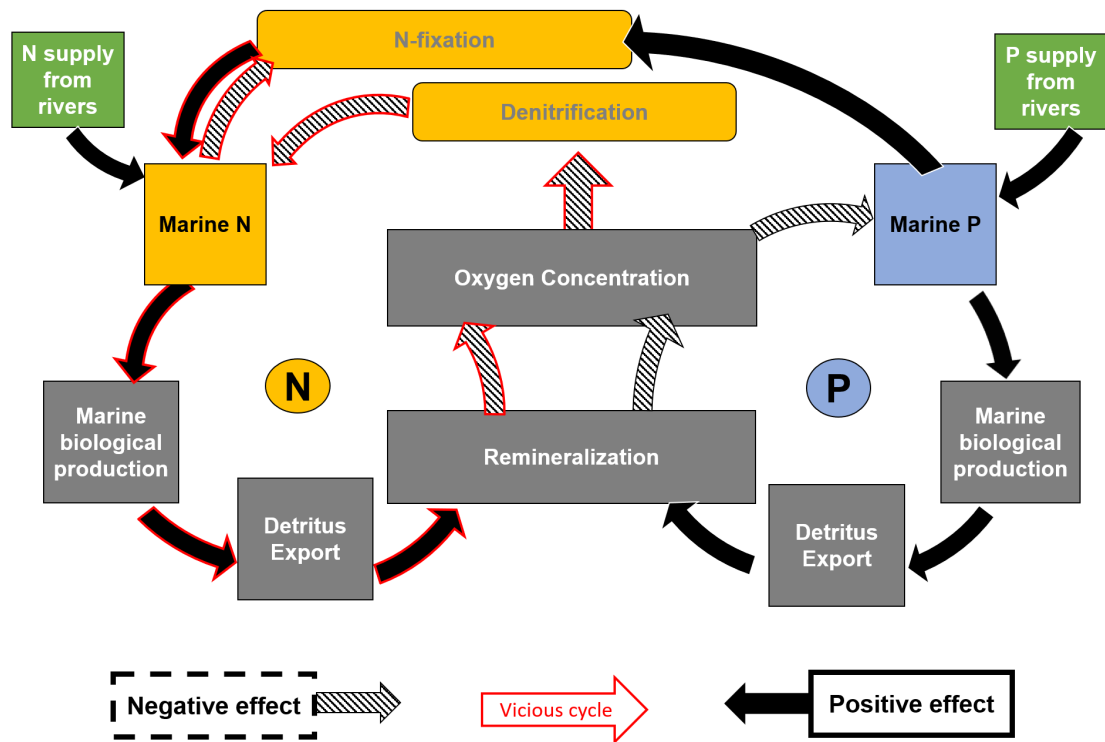 N-fixation
N supply
from
rivers
P supply
from
rivers
Denitrification
Marine N
Marine P
Oxygen Concentration
N
P
Marine
biological
production
Remineralization
Marine
biological
production
Detritus
Export
Detritus
Export
Negative effect
Vicious cycle
Positive effect